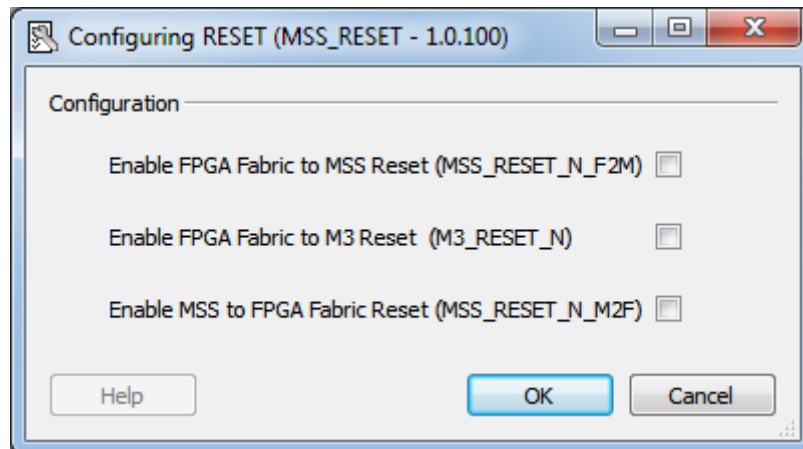 Configuring RESET (MSS_RESET - 1.0.100)
Configuration
Enable FPGA Fabric to MSS Reset (MSS_RESET_N_F2M)
Enable FPGA Fabric to M3 Reset  (M3_RESET_N)
Enable MSS to FPGA Fabric Reset (MSS_RESET_N_M2F)
Help OK Cancel